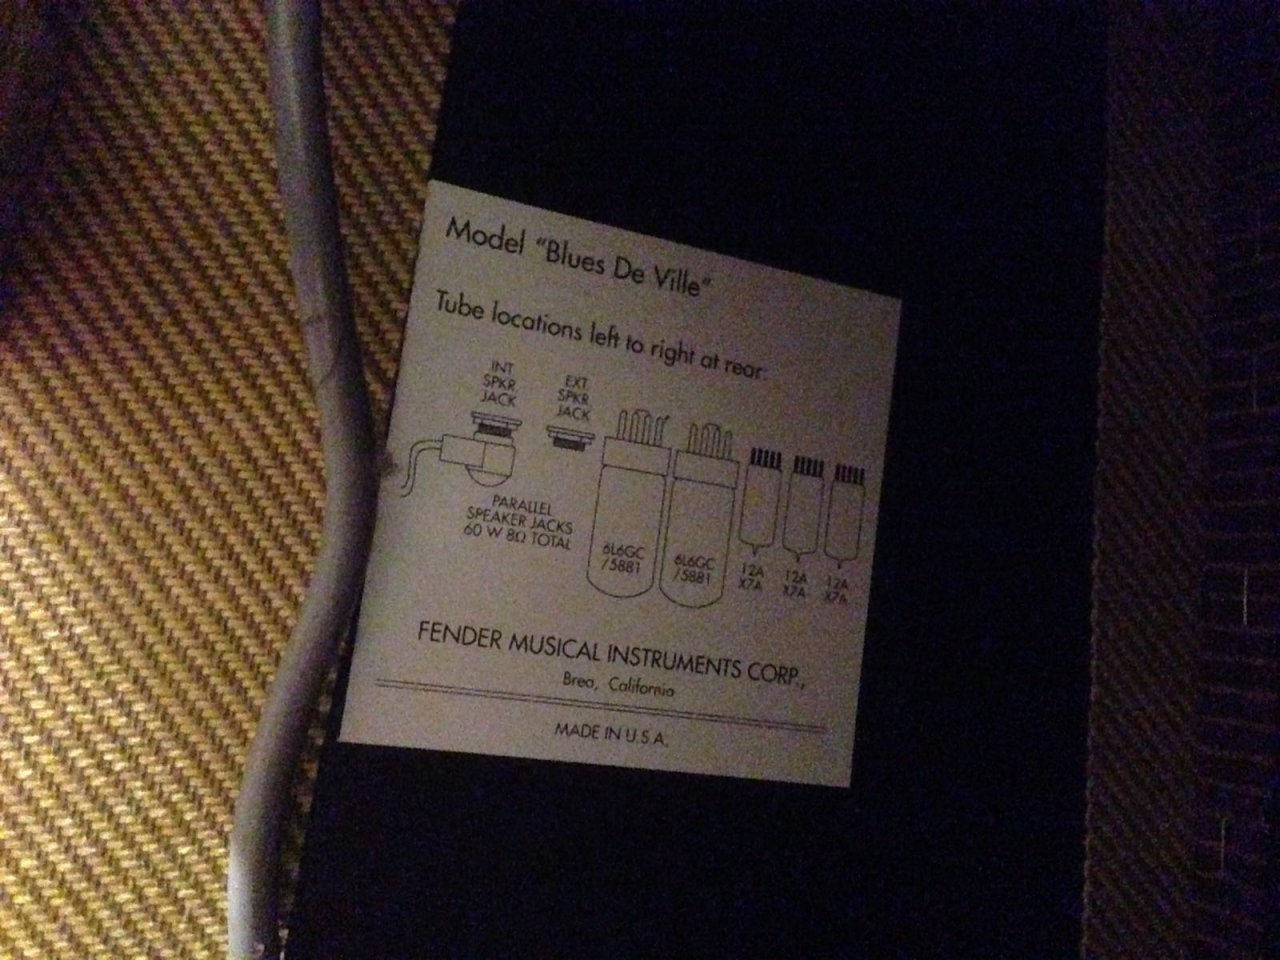 Model “Blues De Ville”
Tube locations left to right at rear:
INT
SPKR
JACK
EXT
SPKR
JACK
PARALLEL
SPEAKER JACKS
60 W 8Ω TOTAL
6L6GC
/5881
6L6GC
/5881
12A
X7A
12A
X7A
12A
X7A
FENDER MUSICAL INSTRUMENTS CORP.,
Brea, California
MADE IN U.S.A.